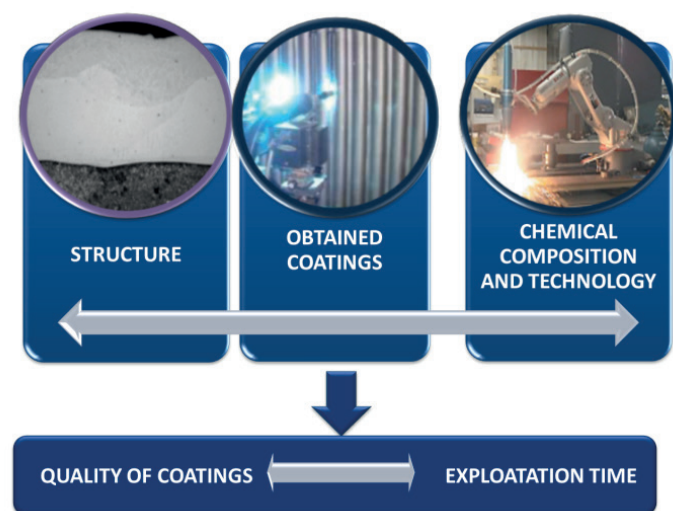 STRUCTURE
OBTAINED
COATINGS
CHEMICAL
COMPOSITION
AND TECHNOLOGY
QUALITY OF COATINGS
EXPLOATATION TIME